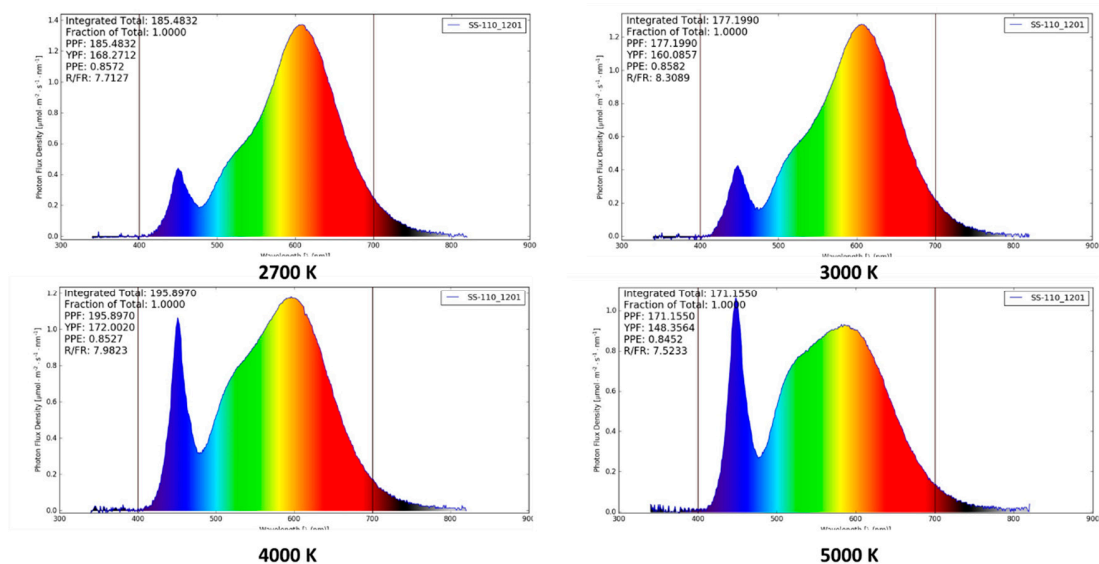 Integrated Total: 185.4832
Fraction of Total: 1.0000
PPF: 185.4832
YPF: 168.2712
PPE: 0.8572
R/FR: 7.7127
SS-110_1201
Photon Flux Density [μmol · m⁻² · s⁻¹ · nm⁻¹]
1.4
1.2
1.0
0.8
0.6
0.4
0.2
0.0
300 400 500 600 700 800 900
2700 K
Integrated Total: 177.1990
Fraction of Total: 1.0000
PPF: 177.1990
YPF: 160.0857
PPE: 0.8582
R/FR: 8.3089
SS-110_1201
Photon Flux Density [μmol · m⁻² · s⁻¹ · nm⁻¹]
1.2
1.0
0.8
0.6
0.4
0.2
0.0
300 400 500 600 700 800 900
3000 K
Integrated Total: 195.8970
Fraction of Total: 1.0000
PPF: 195.8970
YPF: 172.0020
PPE: 0.8527
R/FR: 7.9823
SS-110_1201
Photon Flux Density [μmol · m⁻² · s⁻¹ · nm⁻¹]
1.2
1.0
0.8
0.6
0.4
0.2
0.0
300 400 500 600 700 800 900
4000 K
Integrated Total: 171.1550
Fraction of Total: 1.0000
PPF: 171.1550
YPF: 148.3564
PPE: 0.8452
R/FR: 7.5233
SS-110_1201
Photon Flux Density [μmol · m⁻² · s⁻¹ · nm⁻¹]
1.0
0.8
0.6
0.4
0.2
0.0
300 400 500 600 700 800 900
5000 K